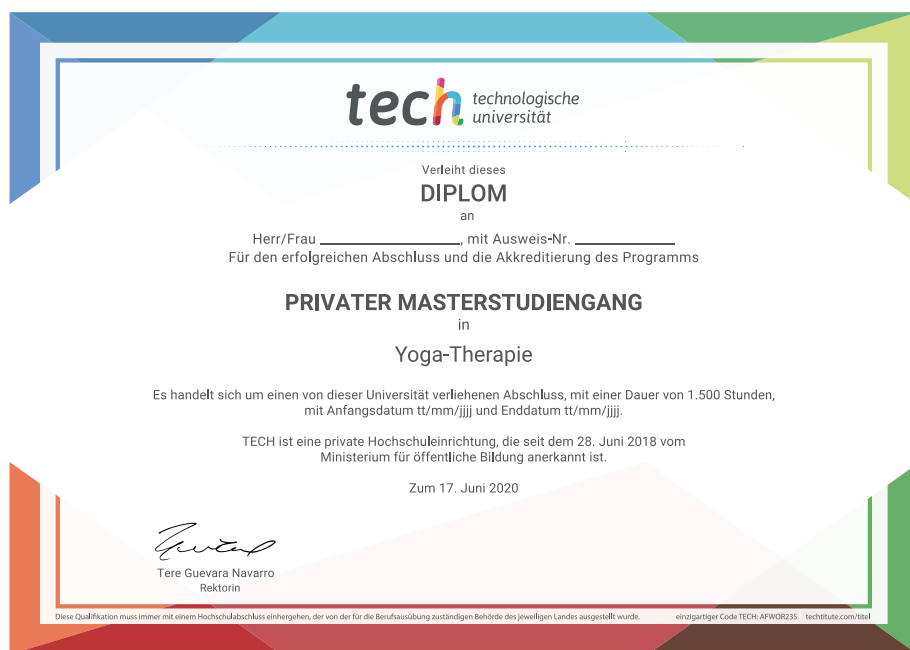 tech technologische
universität
Verleiht dieses
DIPLOM
an
Herr/Frau ____________________, mit Ausweis-Nr. ______________
Für den erfolgreichen Abschluss und die Akkreditierung des Programms
PRIVATER MASTERSTUDIENGANG
in
Yoga-Therapie
Es handelt sich um einen von dieser Universität verliehenen Abschluss, mit einer Dauer von 1.500 Stunden,
mit Anfangsdatum tt/mm/jjjj und Enddatum tt/mm/jjjj.
TECH ist eine private Hochschuleinrichtung, die seit dem 28. Juni 2018 vom
Ministerium für öffentliche Bildung anerkannt ist.
Zum 17. Juni 2020
Tere Guevara Navarro
Rektorin
Diese Qualifikation muss immer mit einem Hochschulabschluss einhergehen, der von der für die Berufsausübung zuständigen Behörde des jeweiligen Landes ausgestellt wurde. einzigartiger Code TECH: AFWOR23S techtitute.com/titel